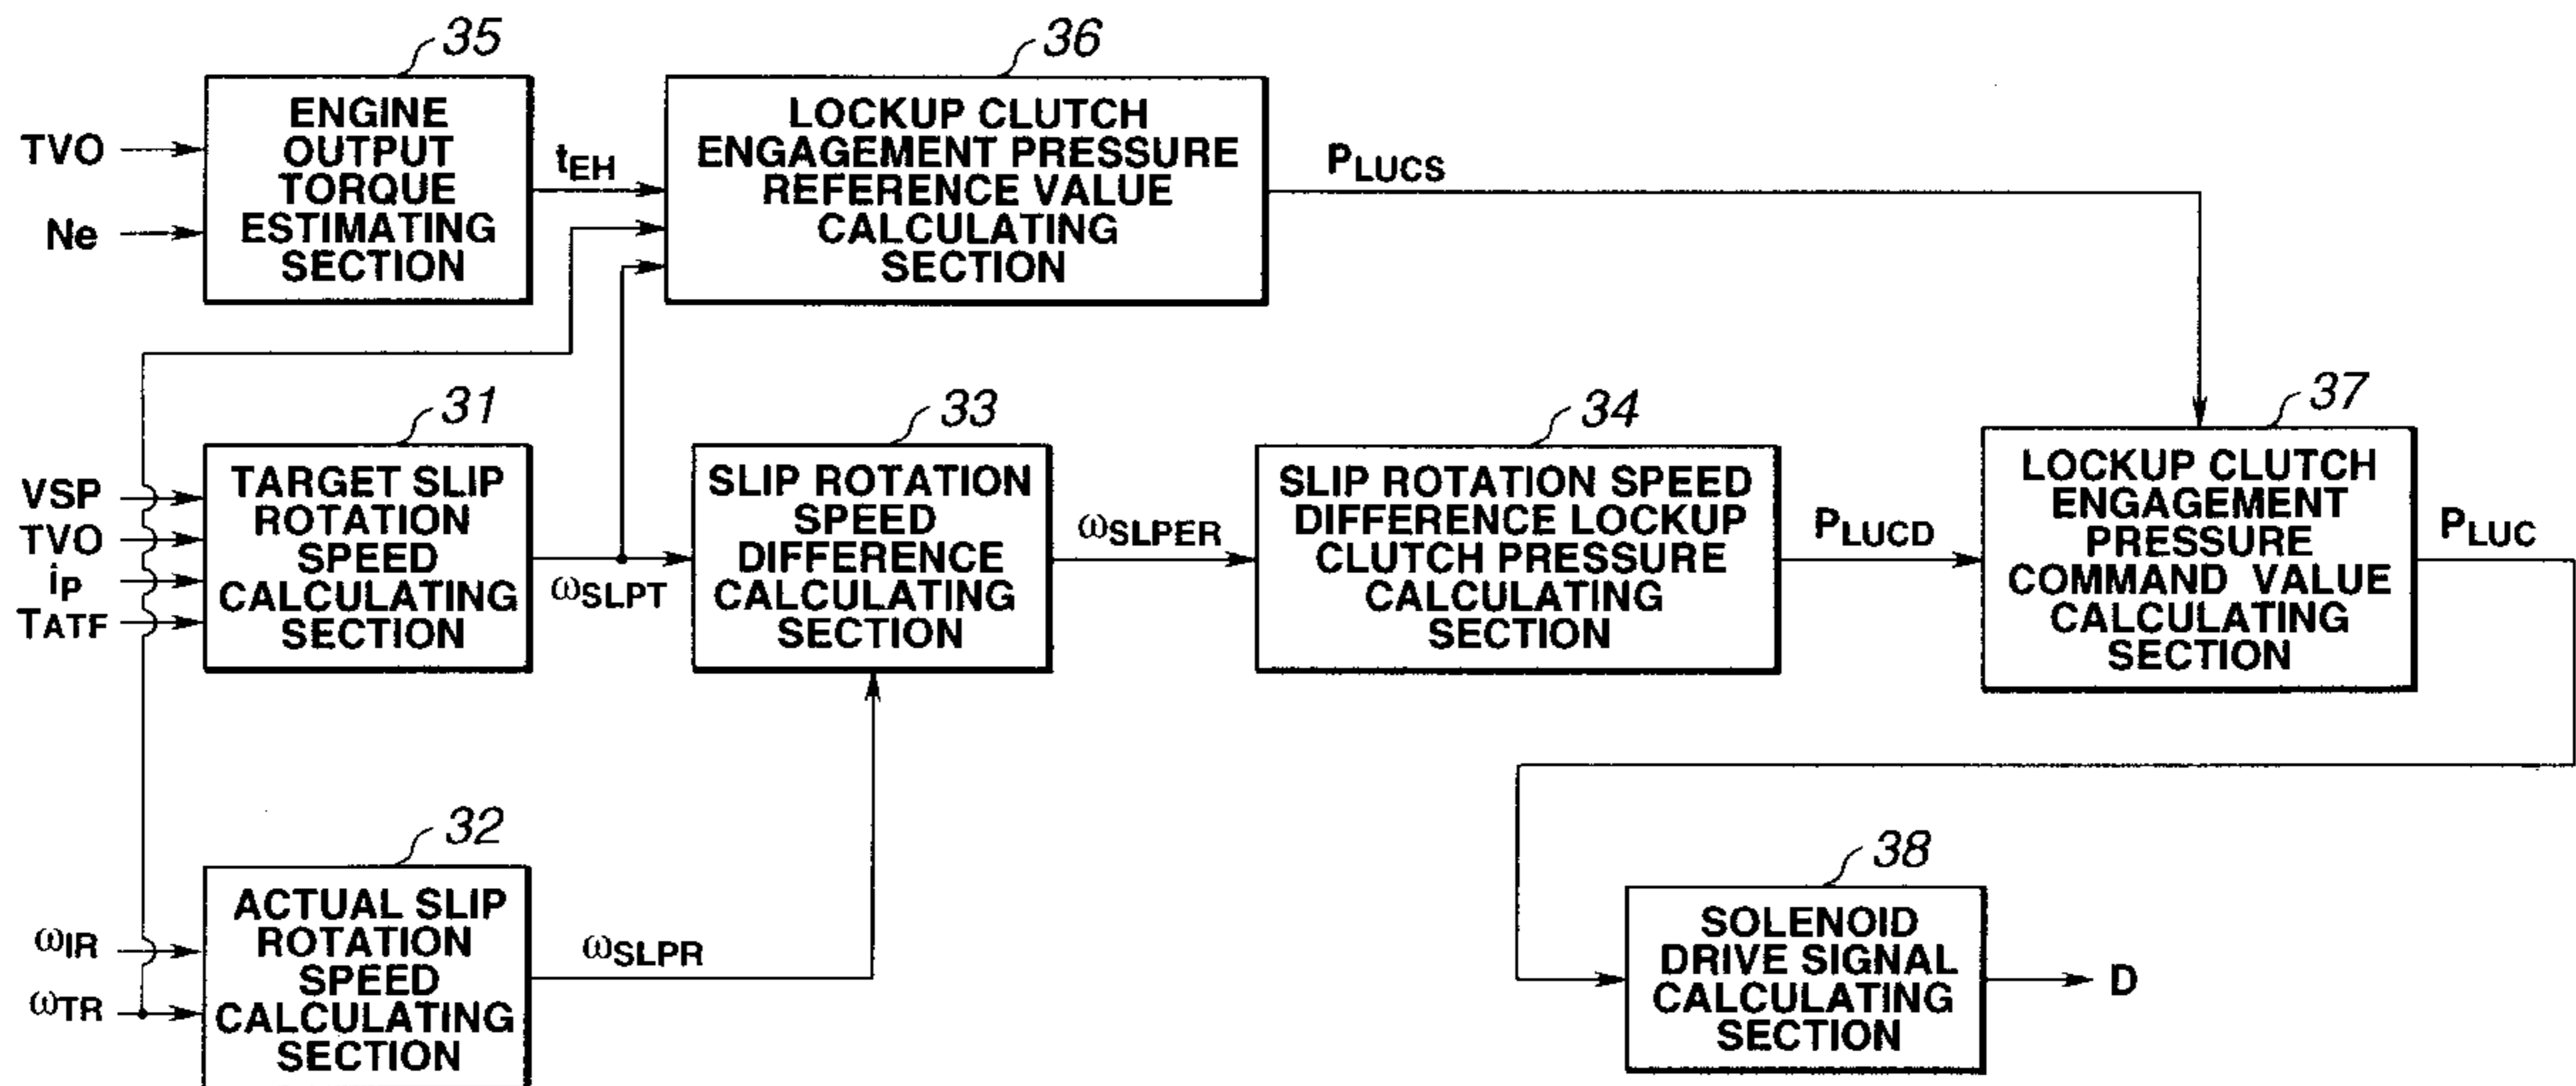 35
ENGINE
OUTPUT
TORQUE
ESTIMATING
SECTION
TVO
Ne
tEH
36
LOCKUP CLUTCH
ENGAGEMENT PRESSURE
REFERENCE VALUE
CALCULATING
SECTION
PLUCS
31
TARGET SLIP
ROTATION
SPEED
CALCULATING
SECTION
VSP
TVO
iP
TATF
ωSLPT
33
SLIP ROTATION
SPEED
DIFFERENCE
CALCULATING
SECTION
ωSLPER
34
SLIP ROTATION SPEED
DIFFERENCE LOCKUP
CLUTCH PRESSURE
CALCULATING
SECTION
PLUCD
37
LOCKUP CLUTCH
ENGAGEMENT
PRESSURE
COMMAND VALUE
CALCULATING
SECTION
PLUC
32
ACTUAL SLIP
ROTATION
SPEED
CALCULATING
SECTION
ωIR
ωTR
ωSLPR
38
SOLENOID
DRIVE SIGNAL
CALCULATING
SECTION
D